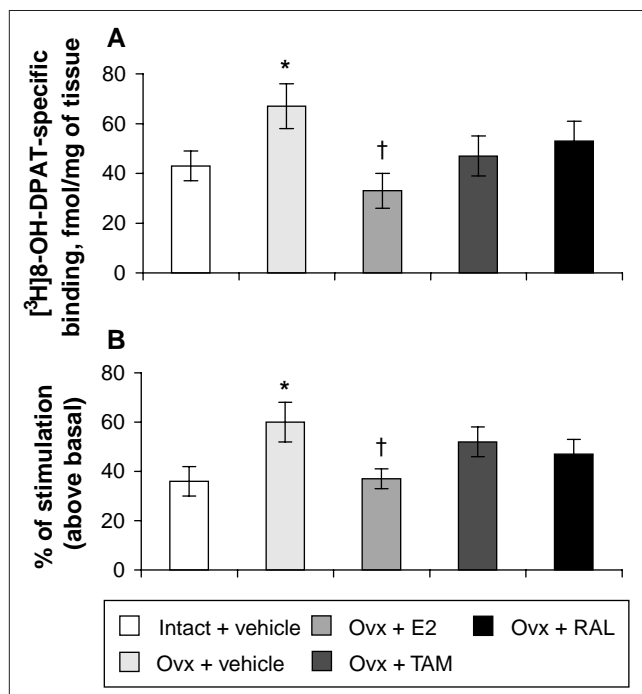 A
[³H]8-OH-DPAT-specific
binding, fmol/mg of tissue
80
60
40
20
0
*
†
B
% of stimulation
(above basal)
80
60
40
20
0
*
†
Intact + vehicle
Ovx + E2
Ovx + RAL
Ovx + vehicle
Ovx + TAM